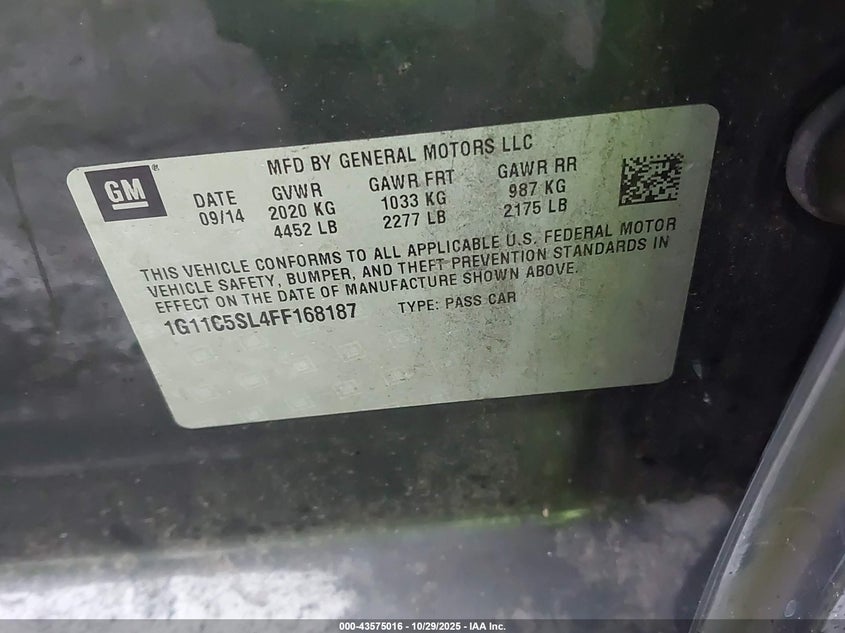 GM
MFD BY GENERAL MOTORS LLC
DATE GVWR GAWR FRT GAWR RR
09/14 2020 KG 1033 KG 987 KG
4452 LB 2277 LB 2175 LB
THIS VEHICLE CONFORMS TO ALL APPLICABLE U.S. FEDERAL MOTOR
VEHICLE SAFETY, BUMPER, AND THEFT PREVENTION STANDARDS IN
EFFECT ON THE DATE OF MANUFACTURE SHOWN ABOVE.
1G11C5SL4FF168187 TYPE: PASS CAR
000-43575016 - 10/29/2025 - IAA Inc.